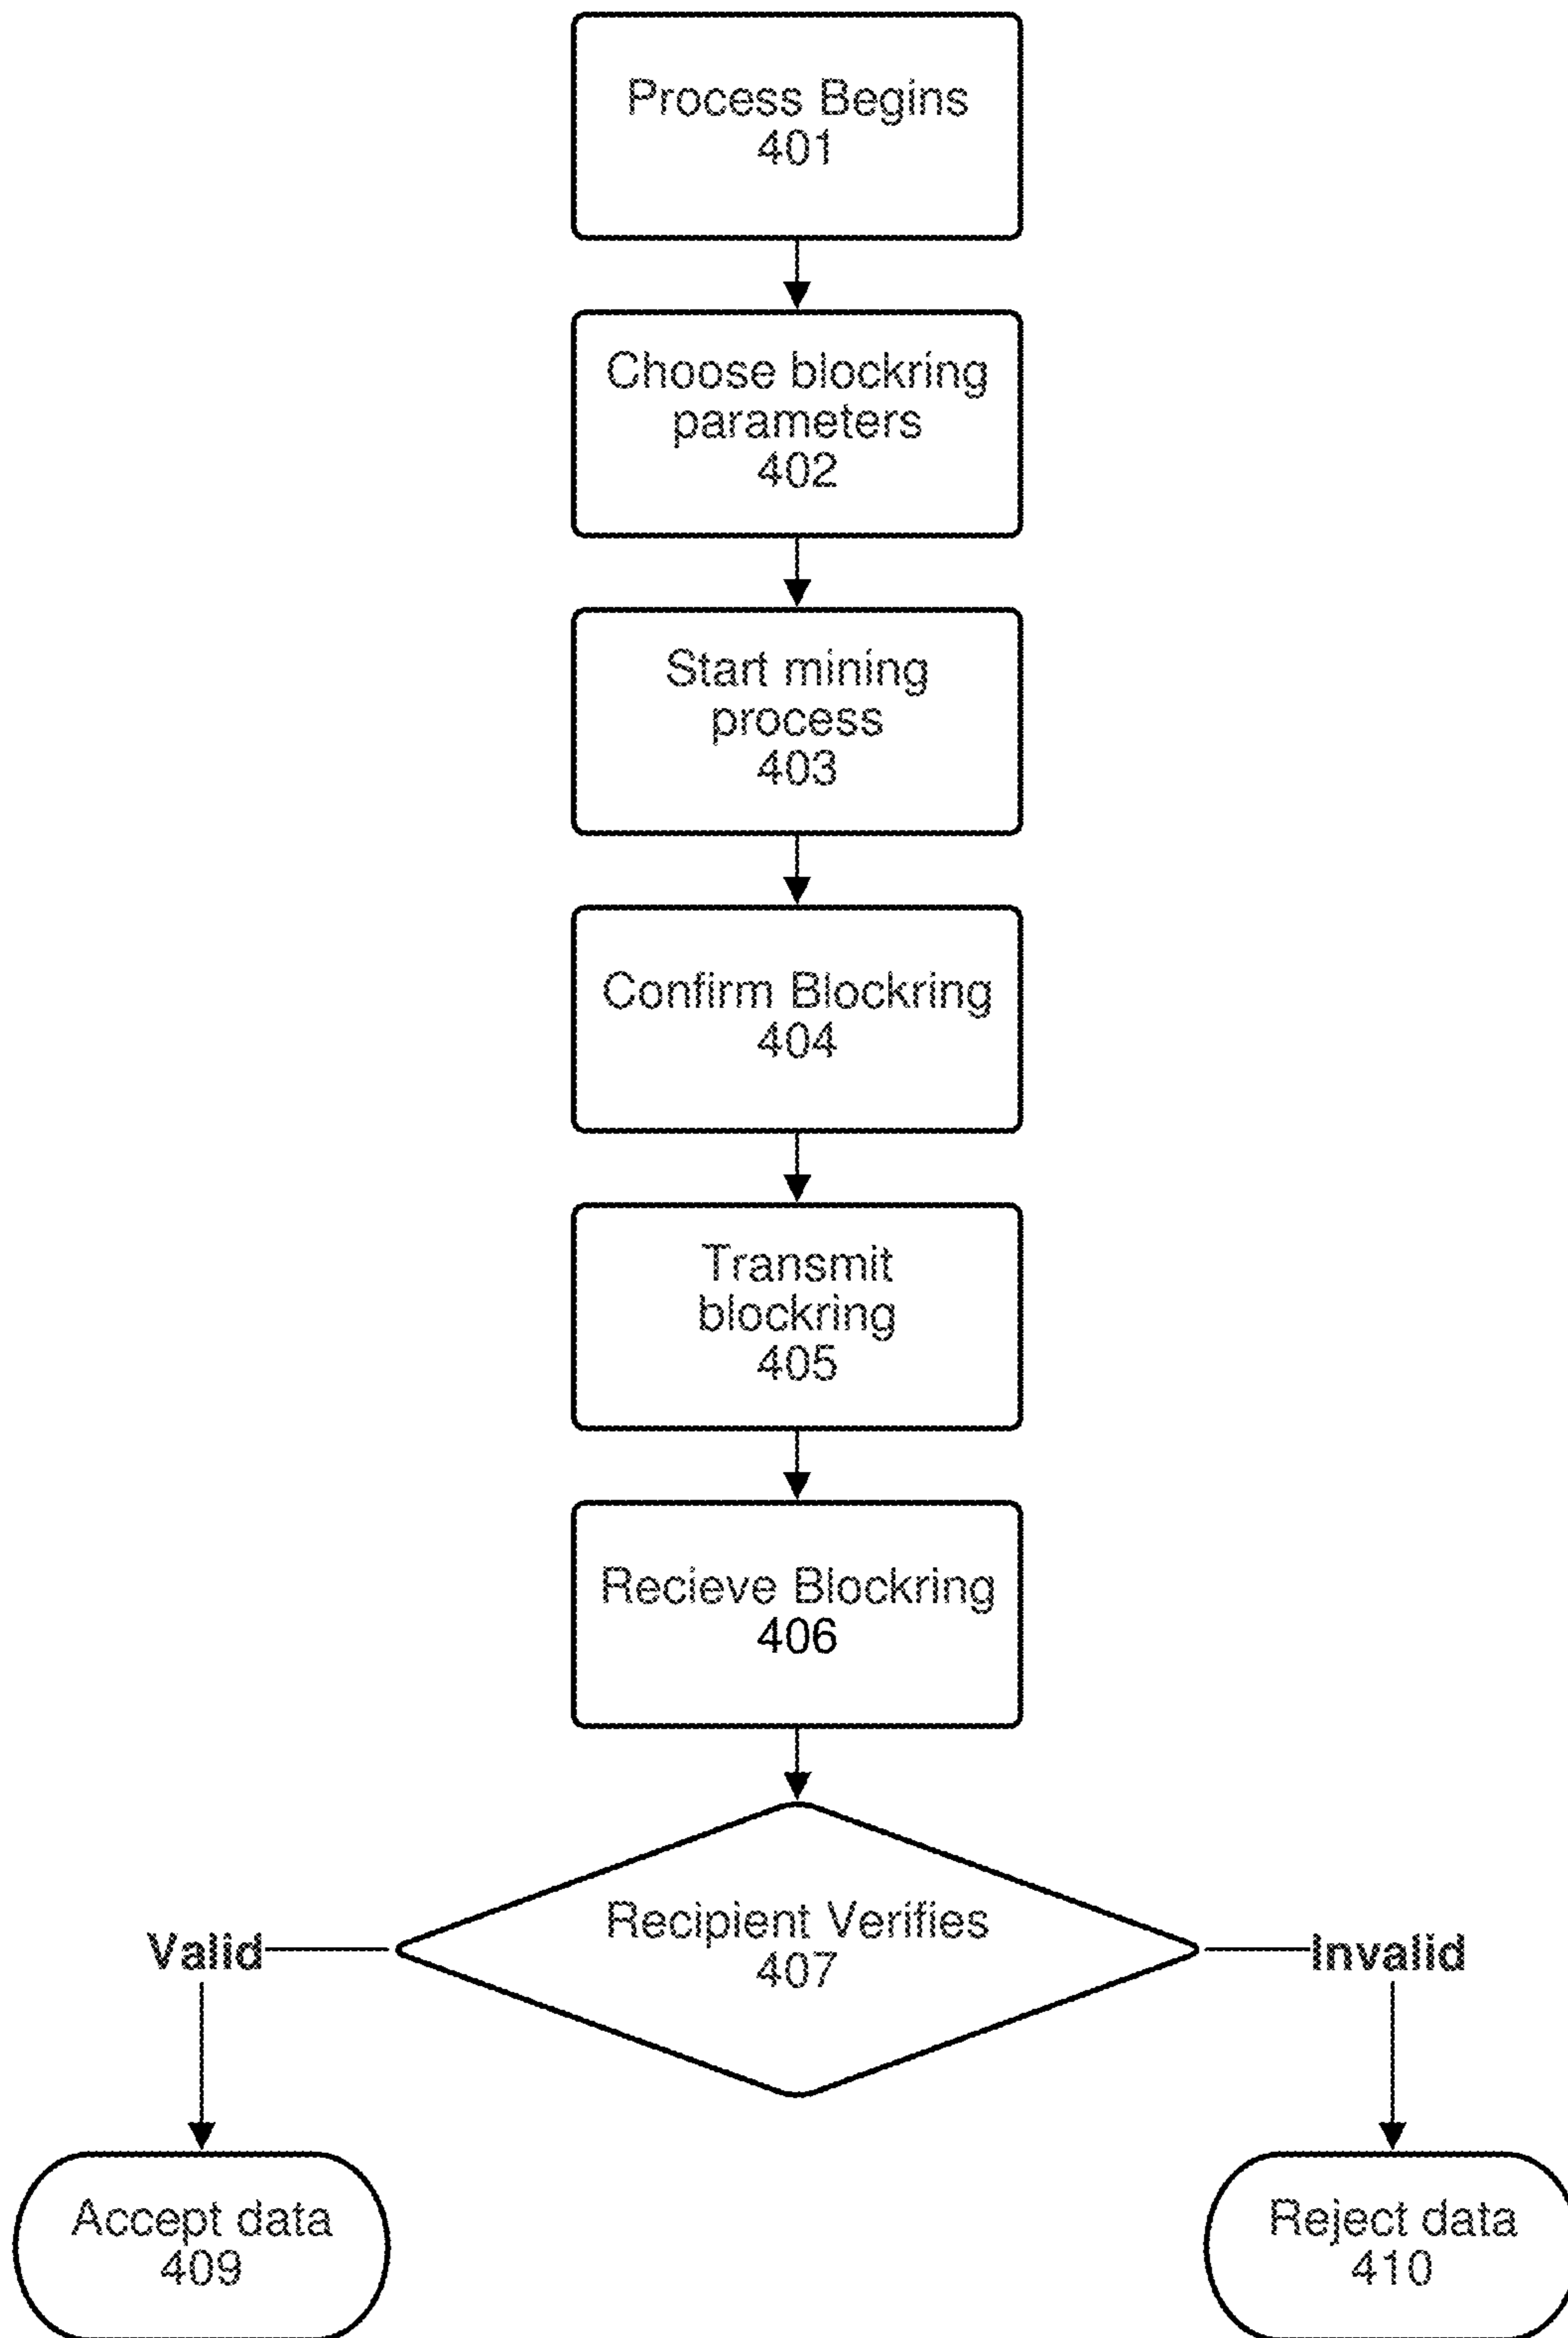 Process Begins
401
Choose blockring
parameters
402
Start mining
process
403
Confirm Blockring
404
Transmit
blockring
405
Recieve Blockring
406
Recipient Verifies
407
Valid
Invalid
Accept data
409
Reject data
410